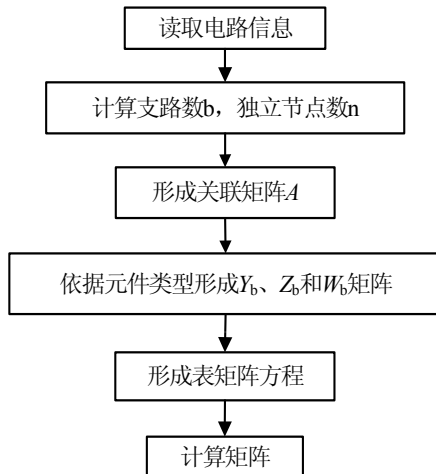 读取电路信息
计算支路数b，独立节点数n
形成关联矩阵A
依据元件类型形成Yb、Zb和Wb矩阵
形成表矩阵方程
计算矩阵